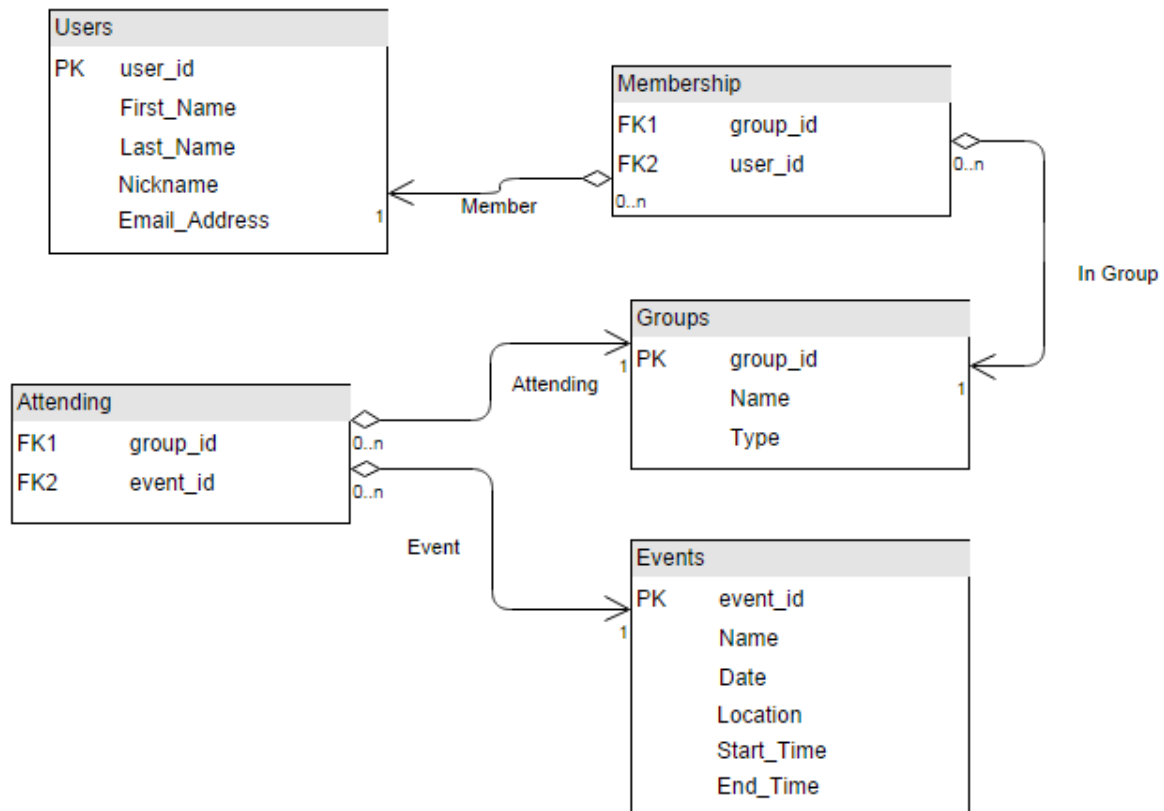 Users
PK user_id
First_Name
Last_Name
Nickname
Email_Address
1
Member
Membership
FK1 group_id
FK2 user_id
0..n
0..n
In Group
Groups
PK group_id
Name
Type
1
1
Attending
Attending
FK1 group_id
FK2 event_id
0..n
0..n
Event
1
Events
PK event_id
Name
Date
Location
Start_Time
End_Time